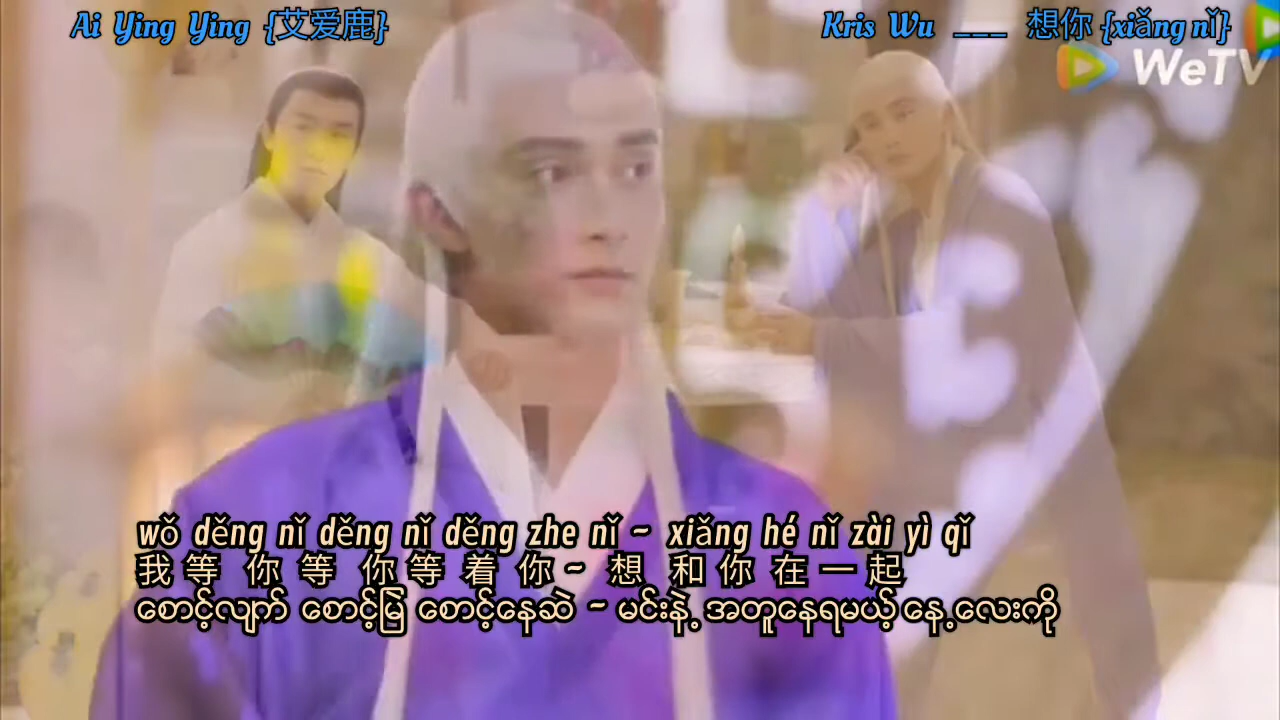 Ai Ying Ying {艾爱鹿}
Kris Wu ___ 想你 {xiǎng nǐ}
WeTV
wǒ děng nǐ děng nǐ děng zhe nǐ ~ xiǎng hé nǐ zài yì qǐ
我 等 你 等 你 等 着 你 ~ 想 和 你 在 一 起
စောင့်လျက် စောင့်မြဲ စောင့်နေဆဲ ~ မင်းနဲ့ အတူနေရမယ့် နေ့လေးကို